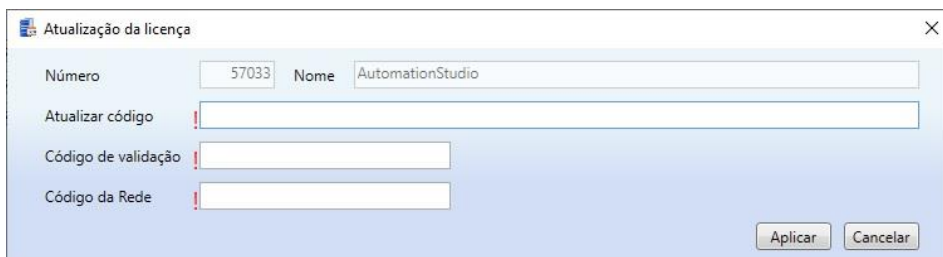 Atualização da licença
Número 57033 Nome AutomationStudio
Atualizar código !
Código de validação !
Código da Rede !
Aplicar Cancelar